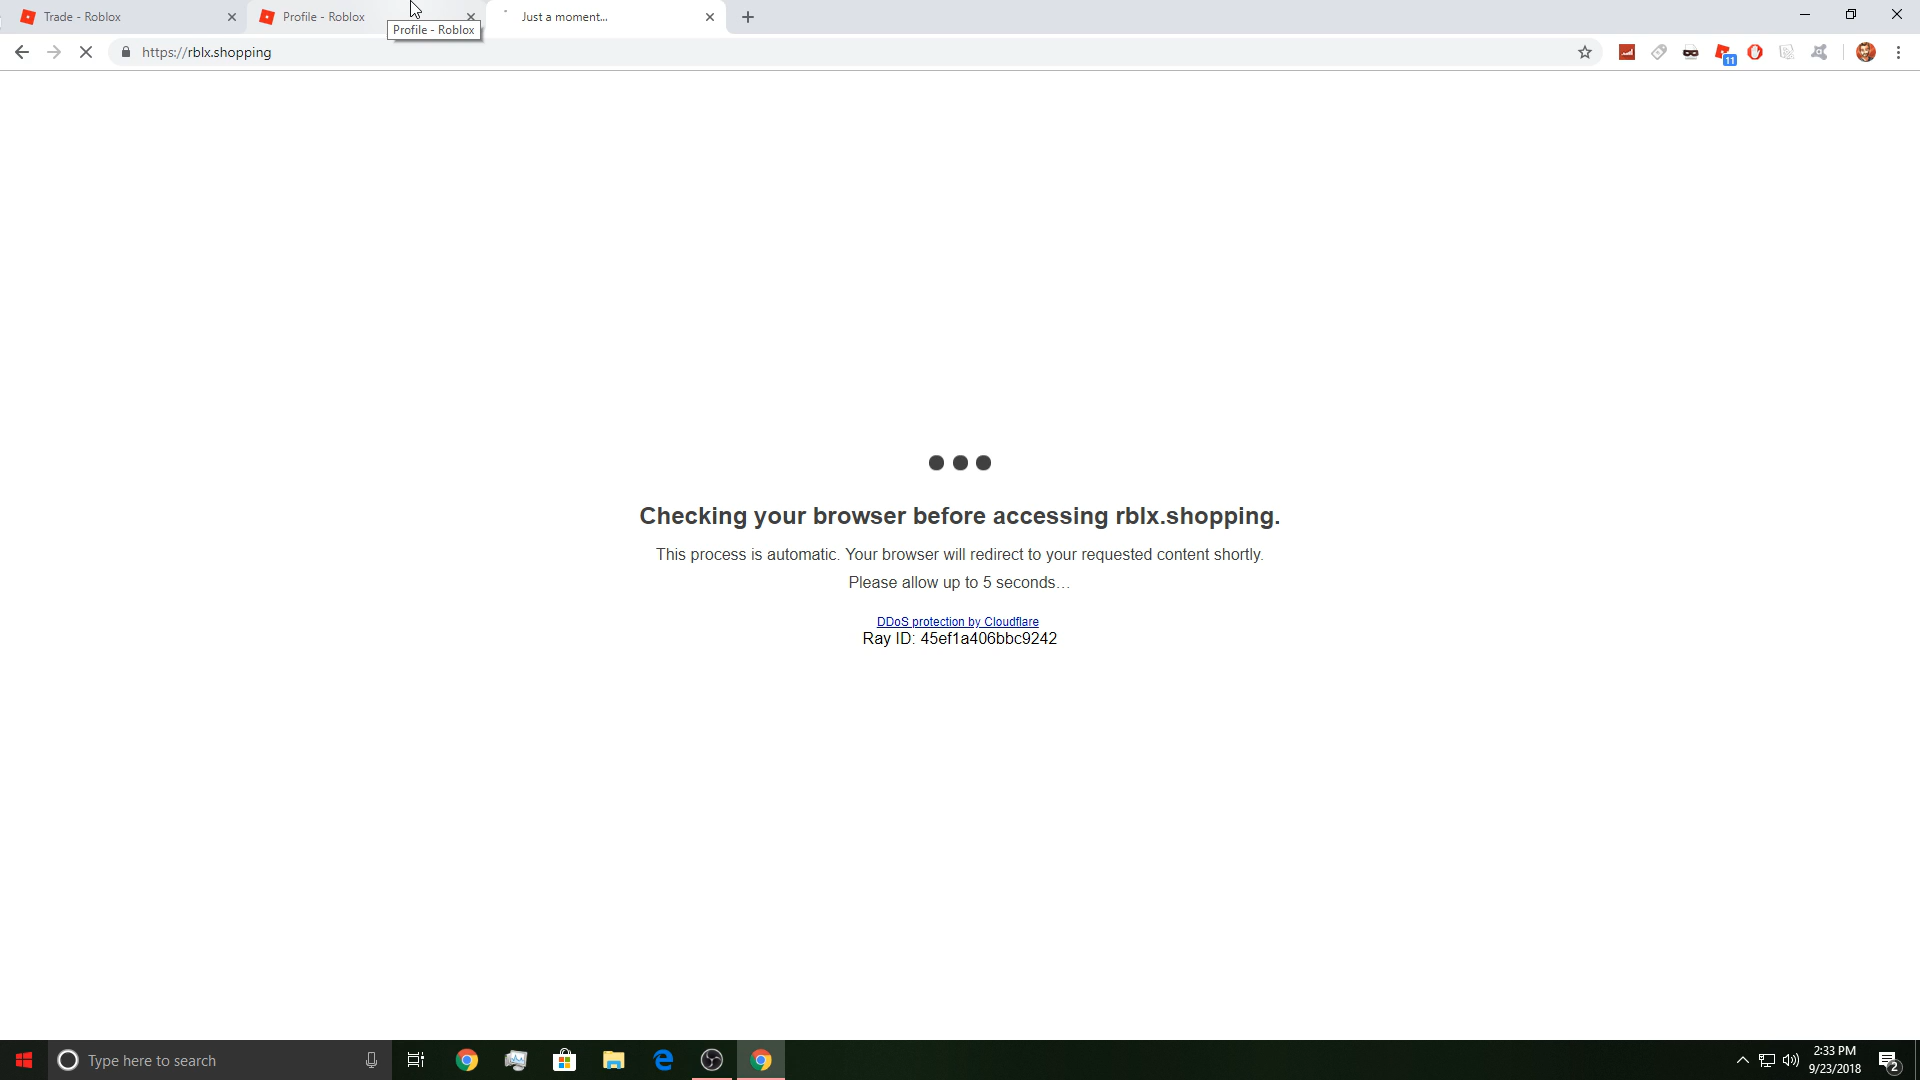 Trade - Roblox
Profile - Roblox
Just a moment...
Profile - Roblox
https://rblx.shopping
11
Checking your browser before accessing rblx.shopping.
This process is automatic. Your browser will redirect to your requested content shortly.
Please allow up to 5 seconds…
DDoS protection by Cloudflare
Ray ID: 45ef1a406bbc9242
Type here to search
2:33 PM
9/23/2018
2